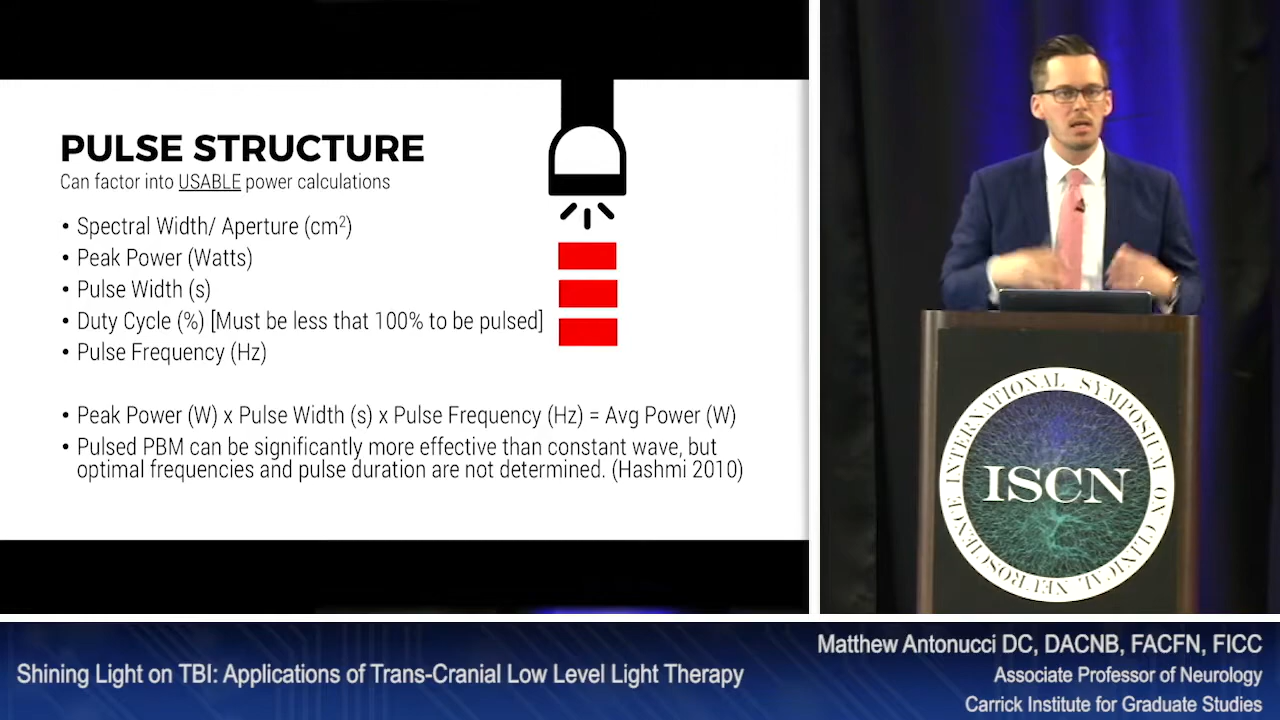 PULSE STRUCTURE
Can factor into USABLE power calculations
• Spectral Width/ Aperture (cm²)
• Peak Power (Watts)
• Pulse Width (s)
• Duty Cycle (%) [Must be less that 100% to be pulsed]
• Pulse Frequency (Hz)
• Peak Power (W) x Pulse Width (s) x Pulse Frequency (Hz) = Avg Power (W)
• Pulsed PBM can be significantly more effective than constant wave, but
optimal frequencies and pulse duration are not determined. (Hashmi 2010)
INTERNATIONAL SYMPOSIUM ON CLINICAL NEUROSCIENCE
ISCN
Shining Light on TBI: Applications of Trans-Cranial Low Level Light Therapy
Matthew Antonucci DC, DACNB, FACFN, FICC
Associate Professor of Neurology
Carrick Institute for Graduate Studies